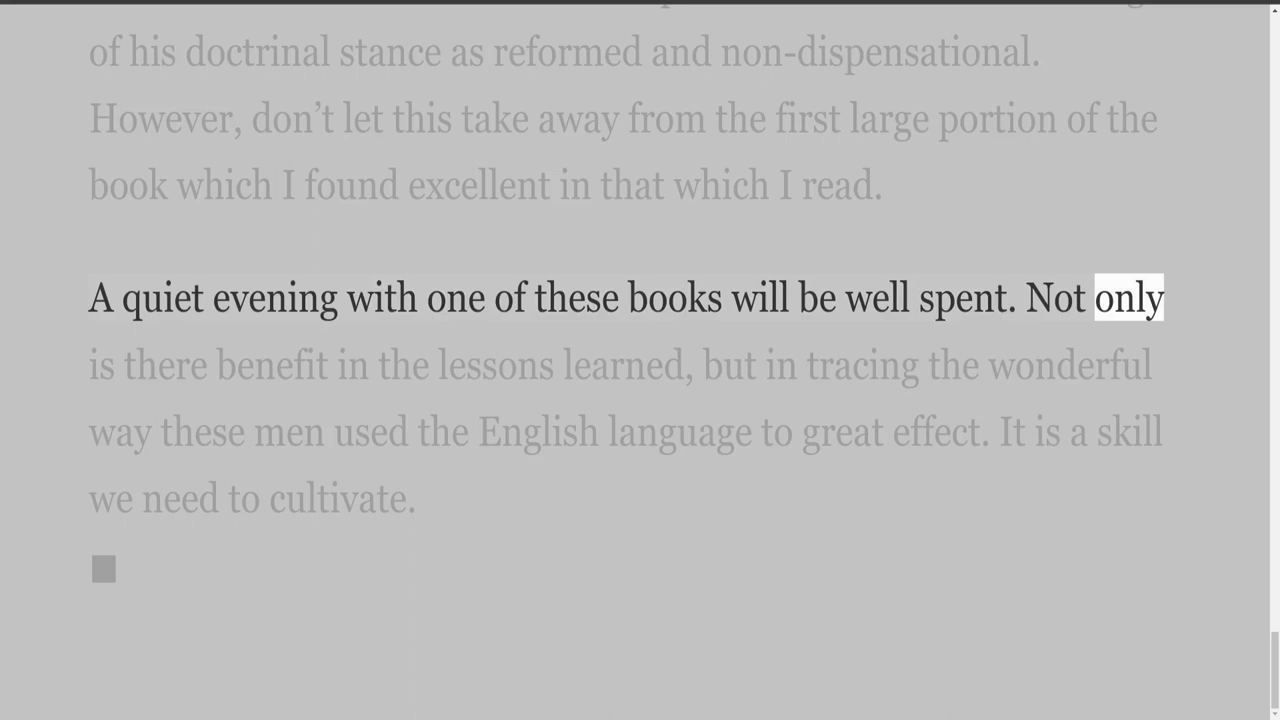 of his doctrinal stance as reformed and non-dispensational.
However, don’t let this take away from the first large portion of the
book which I found excellent in that which I read.
A quiet evening with one of these books will be well spent. Not only
is there benefit in the lessons learned, but in tracing the wonderful
way these men used the English language to great effect. It is a skill
we need to cultivate.